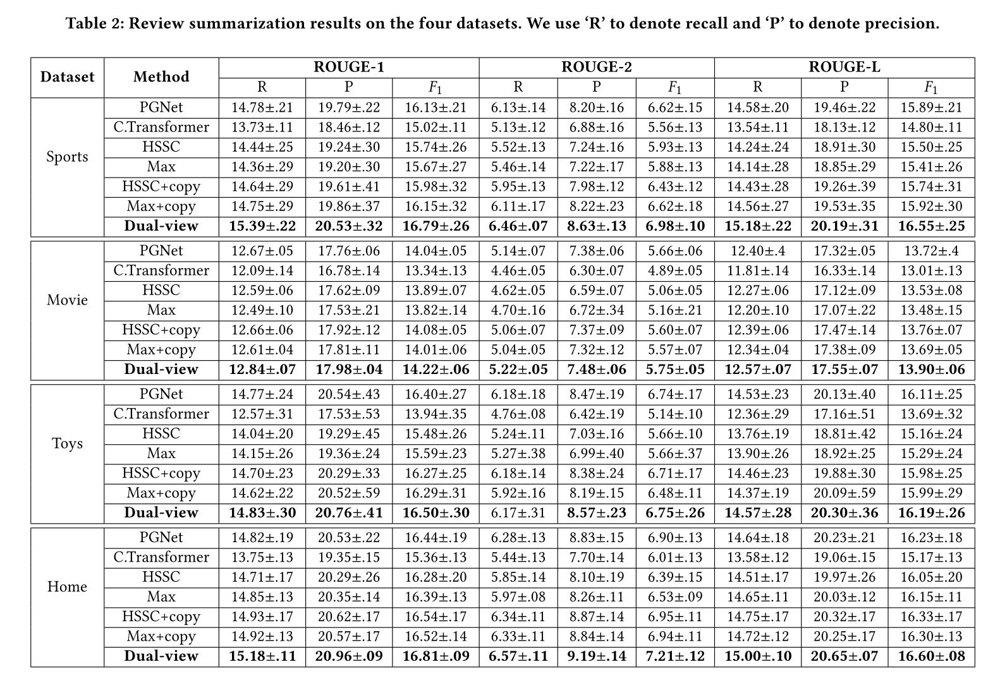 Table 2: Review summarization results on the four datasets. We use ‘R’ to denote recall and ‘P’ to denote precision.
Dataset Method ROUGE-1 ROUGE-2 ROUGE-L
R P F1 R P F1 R P F1
Sports
PGNet 14.78±.21 19.79±.22 16.13±.21 6.13±.14 8.20±.16 6.62±.15 14.58±.20 19.46±.22 15.89±.21
C.Transformer 13.73±.11 18.46±.12 15.02±.11 5.13±.12 6.88±.16 5.56±.13 13.54±.11 18.13±.12 14.80±.11
HSSC 14.44±.25 19.24±.30 15.74±.26 5.52±.13 7.24±.16 5.93±.13 14.24±.24 18.91±.30 15.50±.25
Max 14.36±.29 19.20±.30 15.67±.27 5.46±.14 7.22±.17 5.88±.13 14.14±.28 18.85±.29 15.41±.26
HSSC+copy 14.64±.29 19.61±.41 15.98±.32 5.95±.13 7.98±.12 6.43±.12 14.43±.28 19.26±.39 15.74±.31
Max+copy 14.75±.29 19.86±.37 16.15±.32 6.11±.17 8.22±.23 6.62±.18 14.56±.27 19.53±.35 15.92±.30
Dual-view 15.39±.22 20.53±.32 16.79±.26 6.46±.07 8.63±.13 6.98±.10 15.18±.22 20.19±.31 16.55±.25
Movie
PGNet 12.67±.05 17.76±.06 14.04±.05 5.14±.07 7.38±.06 5.66±.06 12.40±.4 17.32±.05 13.72±.4
C.Transformer 12.09±.14 16.78±.14 13.34±.13 4.46±.05 6.30±.07 4.89±.05 11.81±.14 16.33±.14 13.01±.13
HSSC 12.59±.06 17.62±.09 13.89±.07 4.62±.05 6.59±.07 5.06±.05 12.27±.06 17.12±.09 13.53±.08
Max 12.49±.10 17.53±.21 13.82±.14 4.70±.16 6.72±.34 5.16±.21 12.20±.10 17.07±.22 13.48±.15
HSSC+copy 12.66±.06 17.92±.12 14.08±.05 5.06±.07 7.37±.09 5.60±.07 12.39±.06 17.47±.14 13.76±.07
Max+copy 12.61±.04 17.81±.11 14.01±.06 5.04±.05 7.32±.12 5.57±.07 12.34±.04 17.38±.09 13.69±.05
Dual-view 12.84±.07 17.98±.04 14.22±.06 5.22±.05 7.48±.06 5.75±.05 12.57±.07 17.55±.07 13.90±.06
Toys
PGNet 14.77±.24 20.54±.43 16.40±.27 6.18±.18 8.47±.19 6.74±.17 14.53±.23 20.13±.40 16.11±.25
C.Transformer 12.57±.31 17.53±.53 13.94±.35 4.76±.08 6.42±.19 5.14±.10 12.36±.29 17.16±.51 13.69±.32
HSSC 14.04±.20 19.29±.45 15.48±.26 5.24±.11 7.03±.16 5.66±.10 13.76±.19 18.81±.42 15.16±.24
Max 14.15±.26 19.36±.24 15.59±.23 5.27±.38 6.99±.40 5.66±.37 13.90±.26 18.92±.25 15.29±.24
HSSC+copy 14.70±.23 20.29±.33 16.27±.25 6.18±.14 8.38±.24 6.71±.17 14.46±.23 19.88±.30 15.98±.25
Max+copy 14.62±.22 20.52±.59 16.29±.31 5.92±.16 8.19±.15 6.48±.11 14.37±.19 20.09±.59 15.99±.29
Dual-view 14.83±.30 20.76±.41 16.50±.30 6.17±.31 8.57±.23 6.75±.26 14.57±.28 20.30±.36 16.19±.26
Home
PGNet 14.82±.19 20.53±.22 16.44±.19 6.28±.13 8.83±.15 6.90±.13 14.64±.18 20.23±.21 16.23±.18
C.Transformer 13.75±.13 19.35±.15 15.36±.13 5.44±.13 7.70±.14 6.01±.13 13.58±.12 19.06±.15 15.17±.13
HSSC 14.71±.17 20.29±.26 16.28±.20 5.85±.14 8.10±.19 6.39±.15 14.51±.17 19.97±.26 16.05±.20
Max 14.85±.13 20.35±.14 16.39±.13 5.97±.08 8.26±.11 6.53±.09 14.65±.11 20.03±.12 16.15±.11
HSSC+copy 14.93±.17 20.62±.17 16.54±.17 6.34±.11 8.87±.14 6.95±.11 14.75±.17 20.32±.17 16.33±.17
Max+copy 14.92±.13 20.57±.17 16.52±.14 6.33±.11 8.84±.14 6.94±.11 14.72±.12 20.25±.17 16.30±.13
Dual-view 15.18±.11 20.96±.09 16.81±.09 6.57±.11 9.19±.14 7.21±.12 15.00±.10 20.65±.07 16.60±.08